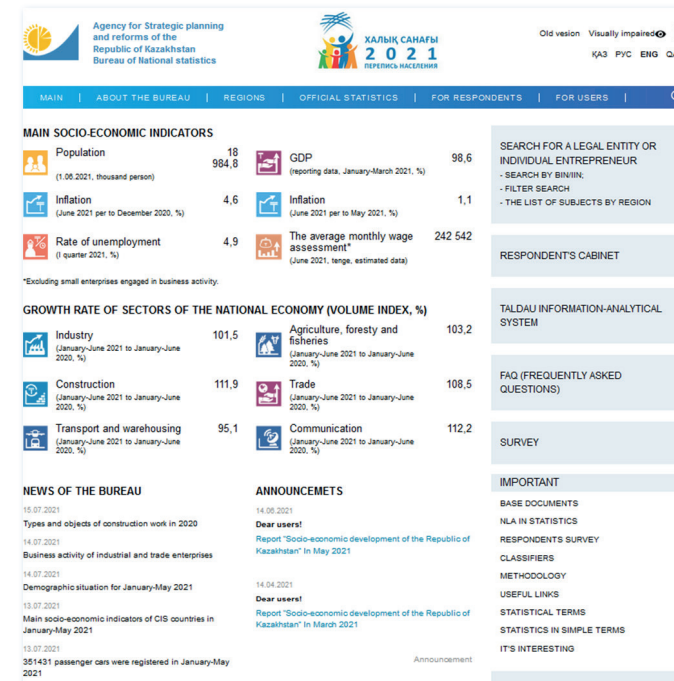 Agency for Strategic planning
and reforms of the
Republic of Kazakhstan
Bureau of National statistics
ХАЛЫҚ САНАҒЫ
2 0 2 1
ПЕРЕПИСЬ НАСЕЛЕНИЯ
Old vesion Visually impaired
ҚАЗ РУС ENG
MAIN | ABOUT THE BUREAU | REGIONS | OFFICIAL STATISTICS | FOR RESPONDENTS | FOR USERS |
MAIN SOCIO-ECONOMIC INDICATORS
Population 18 984,8
(1.06.2021, thousand person)
GDP 98,6
(reporting data, January-March 2021, %)
Inflation 4,6
(June 2021 per to December 2020, %)
Inflation 1,1
(June 2021 per to May 2021, %)
Rate of unemployment 4,9
(I quarter 2021, %)
The average monthly wage 242 542
assessment*
(June 2021, tenge, estimated data)
*Excluding small enterprises engaged in business activity.
GROWTH RATE OF SECTORS OF THE NATIONAL ECONOMY (VOLUME INDEX, %)
Industry 101,5
(January-June 2021 to January-June
2020, %)
Agriculture, foresty and 103,2
fisheries
(January-June 2021 to January-June
2020, %)
Construction 111,9
(January-June 2021 to January-June
2020, %)
Trade 108,5
(January-June 2021 to January-June
2020, %)
Transport and warehousing 95,1
(January-June 2021 to January-June
2020, %)
Communication 112,2
(January-June 2021 to January-June
2020, %)
NEWS OF THE BUREAU
15.07.2021
Types and objects of construction work in 2020
14.07.2021
Business activity of industrial and trade enterprises
14.07.2021
Demographic situation for January-May 2021
13.07.2021
Main socio-economic indicators of CIS countries in
January-May 2021
13.07.2021
351431 passenger cars were registered in January-May
2021
ANNOUNCEMETS
14.06.2021
Dear users!
Report "Socio-economic development of the Republic of
Kazakhstan" In May 2021
14.04.2021
Dear users!
Report "Socio-economic development of the Republic of
Kazakhstan" In March 2021
Announcement
SEARCH FOR A LEGAL ENTITY OR
INDIVIDUAL ENTREPRENEUR
- SEARCH BY BIN/IIN;
- FILTER SEARCH
- THE LIST OF SUBJECTS BY REGION
RESPONDENT'S CABINET
TALDAU INFORMATION-ANALYTICAL
SYSTEM
FAQ (FREQUENTLY ASKED
QUESTIONS)
SURVEY
IMPORTANT
BASE DOCUMENTS
NLA IN STATISTICS
RESPONDENTS SURVEY
CLASSIFIERS
METHODOLOGY
USEFUL LINKS
STATISTICAL TERMS
STATISTICS IN SIMPLE TERMS
IT'S INTERESTING